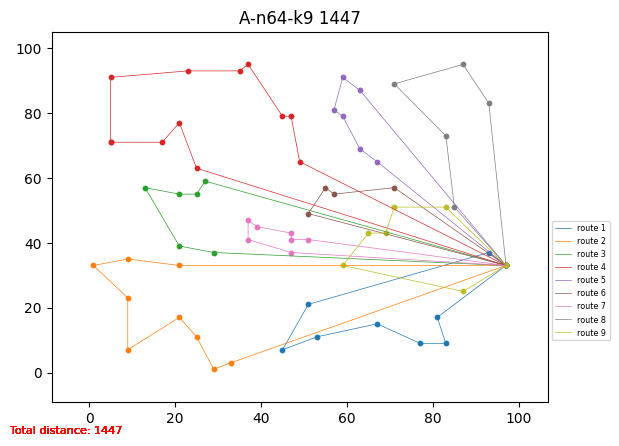 A-n64-k9 1447
100
80
60
40
20
0
0 20 40 60 80 100
route 1
route 2
route 3
route 4
route 5
route 6
route 7
route 8
route 9
Total distance: 1447